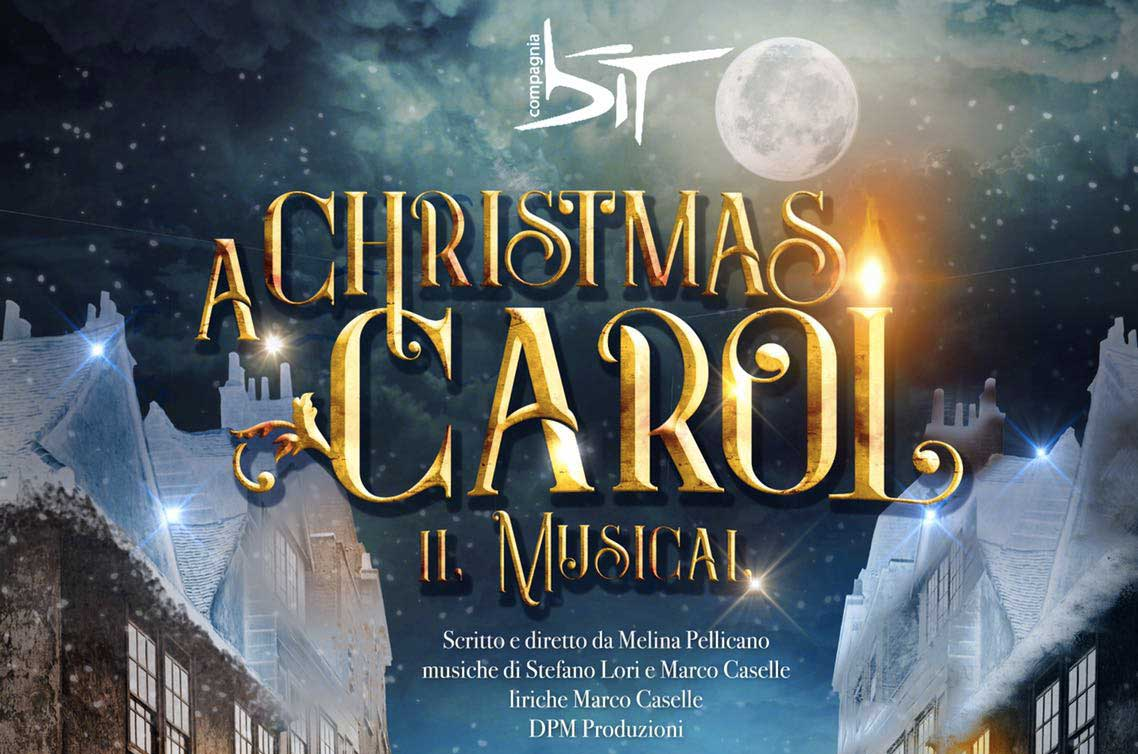 compagnia
BIT
A CHRISTMAS
CAROL
IL MUSICAL
Scritto e diretto da Melina Pellicano
musiche di Stefano Lori e Marco Caselle
liriche Marco Caselle
DPM Produzioni